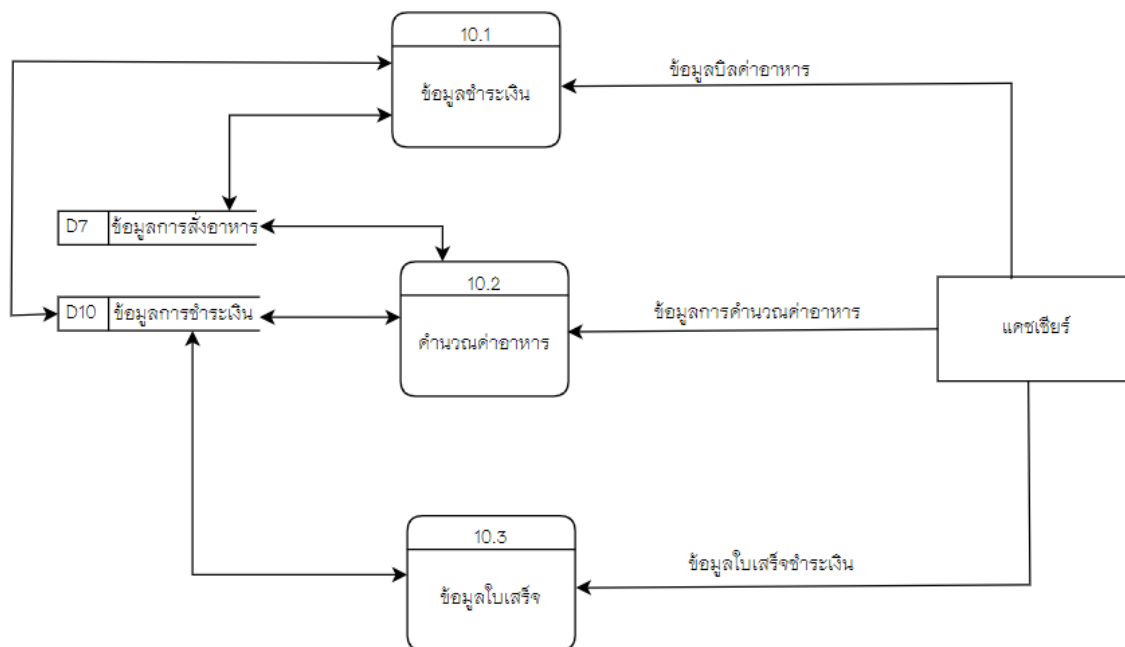 10.1
ข้อมูลชำระเงิน
ข้อมูลบิลค่าอาหาร
D7 ข้อมูลการสั่งอาหาร
10.2
คำนวณค่าอาหาร
D10 ข้อมูลการชำระเงิน
ข้อมูลการคำนวณค่าอาหาร
แคชเชียร์
10.3
ข้อมูลใบเสร็จ
ข้อมูลใบเสร็จชำระเงิน